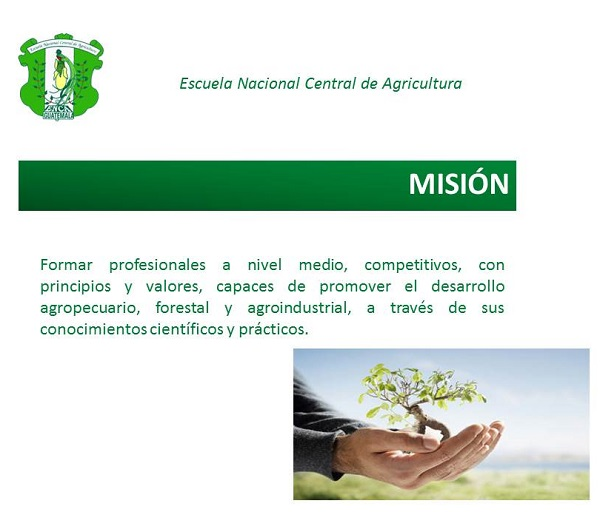 Escuela Nacional Central de Agricultura
ENCA
GUATEMALA
Escuela Nacional Central de Agricultura
MISIÓN
Formar profesionales a nivel medio, competitivos, con
principios y valores, capaces de promover el desarrollo
agropecuario, forestal y agroindustrial, a través de sus
conocimientos científicos y prácticos.